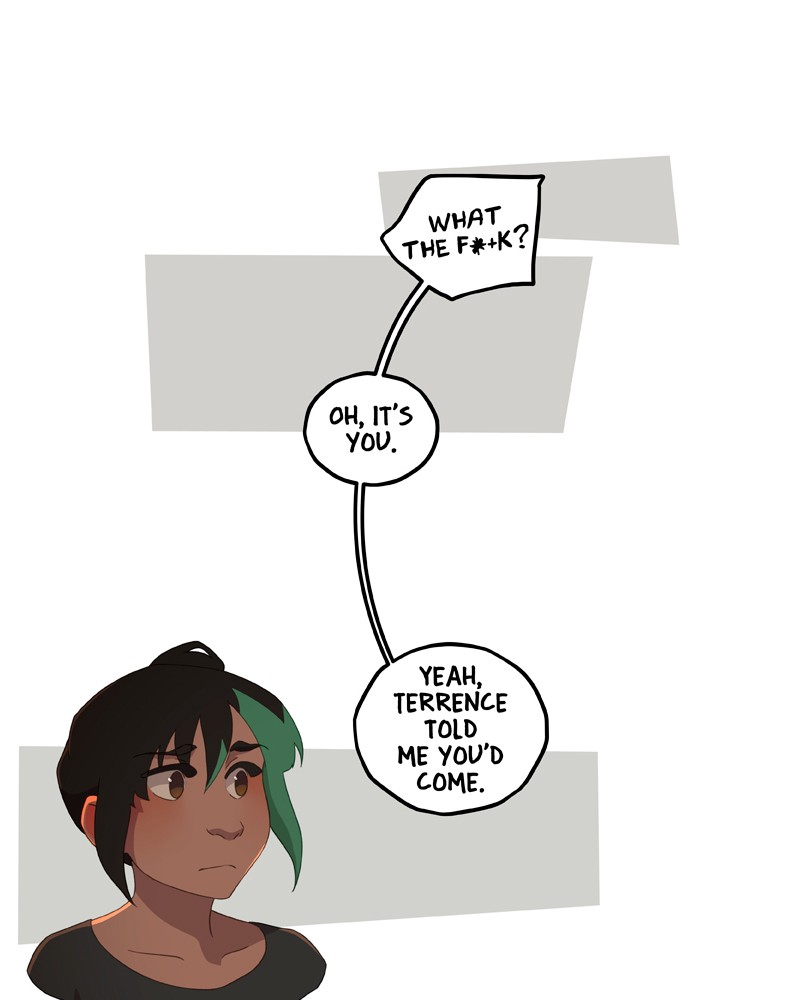 WHAT
THE F*+K?
OH, IT'S
YOU.
YEAH,
TERRENCE
TOLD
ME YOU'D
COME.